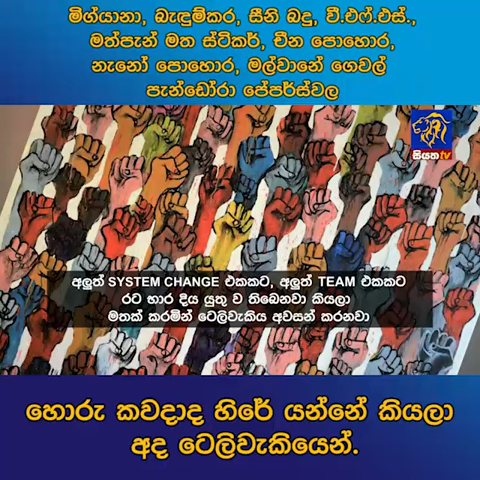 මිග්යානා, බැඳුම්කර, සීනි බදු, වී.එෆ්.එස්.,
මත්පැන් මත ස්ටිකර්, චීන පොහොර,
නැනෝ පොහොර, මල්වානේ ගෙවල්
පැන්ඩෝරා පේපර්ස්වල
සියත tv
අලුත් SYSTEM CHANGE එකකට, අලුත් TEAM එකකට
රට භාර දිය යුතු ව තිබෙනවා කියලා
මතක් කරමින් ටෙලිවැකිය අවසන් කරනවා
හොරු කවදාද හිරේ යන්නේ කියලා
අද ටෙලිවැකියෙන්.